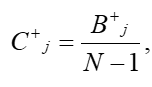 C⁺ⱼ = B⁺ⱼ / (N − 1),